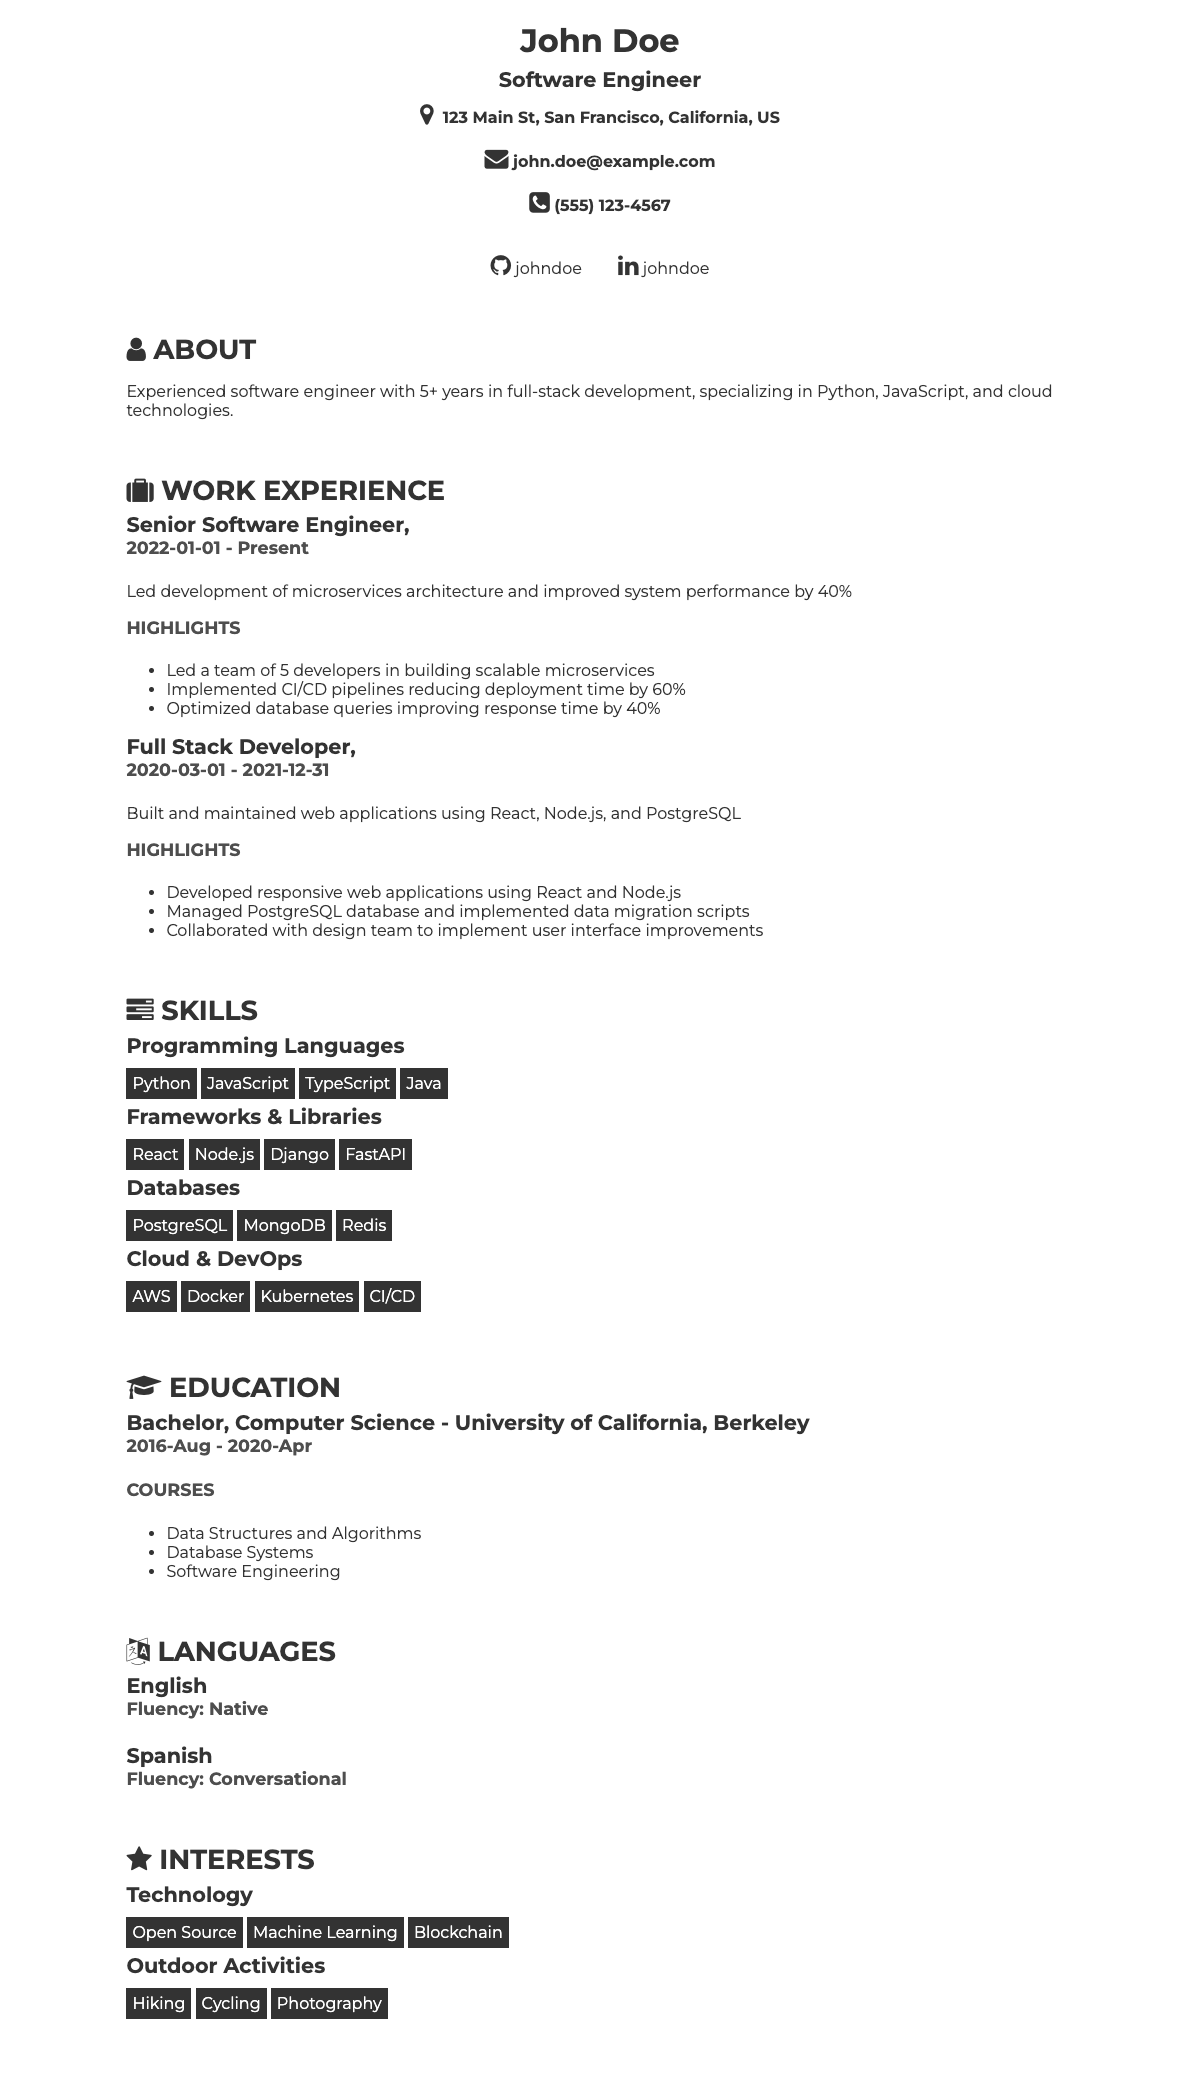 John Doe
Software Engineer
123 Main St, San Francisco, California, US
john.doe@example.com
(555) 123-4567
johndoe johndoe
ABOUT
Experienced software engineer with 5+ years in full-stack development, specializing in Python, JavaScript, and cloud
technologies.
WORK EXPERIENCE
Senior Software Engineer,
2022-01-01 - Present
Led development of microservices architecture and improved system performance by 40%
HIGHLIGHTS
• Led a team of 5 developers in building scalable microservices
• Implemented CI/CD pipelines reducing deployment time by 60%
• Optimized database queries improving response time by 40%
Full Stack Developer,
2020-03-01 - 2021-12-31
Built and maintained web applications using React, Node.js, and PostgreSQL
HIGHLIGHTS
• Developed responsive web applications using React and Node.js
• Managed PostgreSQL database and implemented data migration scripts
• Collaborated with design team to implement user interface improvements
SKILLS
Programming Languages
Python JavaScript TypeScript Java
Frameworks & Libraries
React Node.js Django FastAPI
Databases
PostgreSQL MongoDB Redis
Cloud & DevOps
AWS Docker Kubernetes CI/CD
EDUCATION
Bachelor, Computer Science - University of California, Berkeley
2016-Aug - 2020-Apr
COURSES
• Data Structures and Algorithms
• Database Systems
• Software Engineering
LANGUAGES
English
Fluency: Native
Spanish
Fluency: Conversational
INTERESTS
Technology
Open Source Machine Learning Blockchain
Outdoor Activities
Hiking Cycling Photography